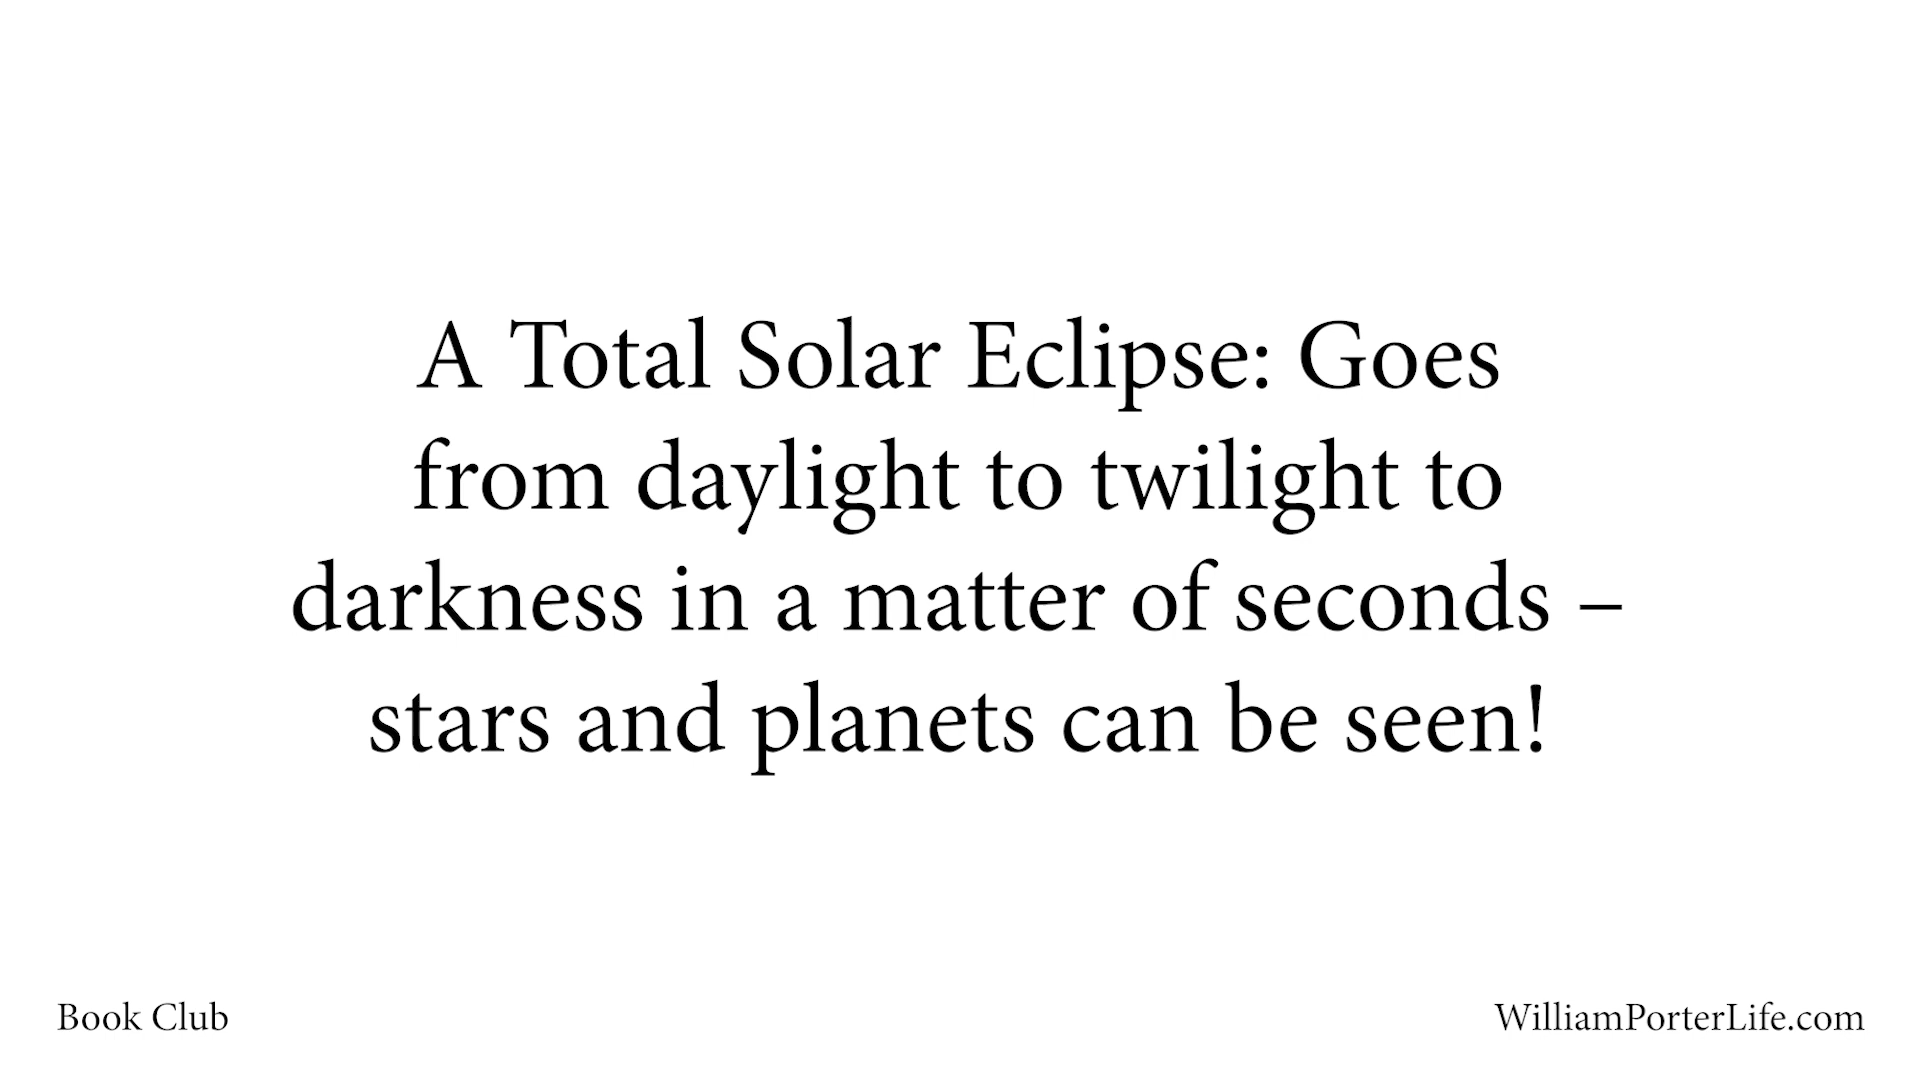 A Total Solar Eclipse: Goes
from daylight to twilight to
darkness in a matter of seconds –
stars and planets can be seen!
Book Club
WilliamPorterLife.com